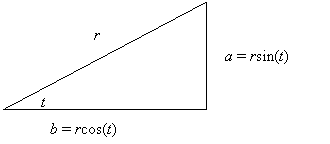 r
a = rsin(t)
t
b = rcos(t)